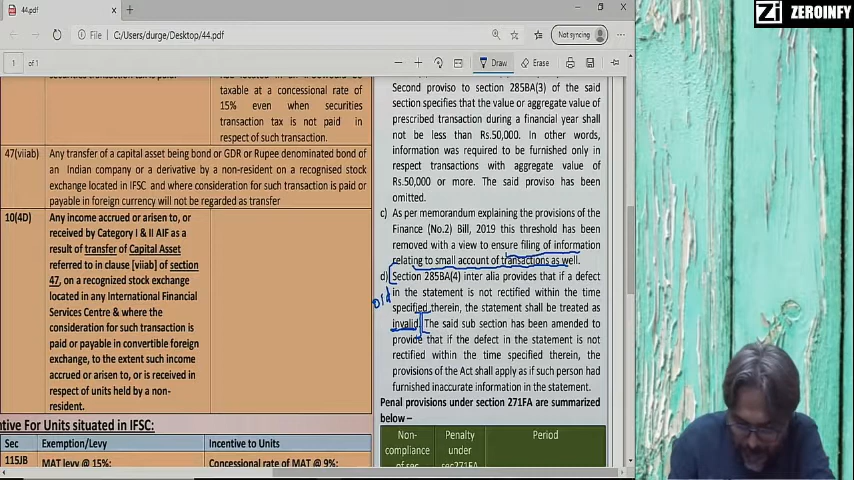 44.pdf
ZEROINFY
File
C:/Users/durge/Desktop/44.pdf
Not syncing
1 of 1
Draw
Erase
taxable at a concessional rate of
15% even when securities
transaction tax is not paid in
respect of such transaction.
47(viiab)
Any transfer of a capital asset being bond or GDR or Rupee denominated bond of
an Indian company or a derivative by a non-resident on a recognised stock
exchange located in IFSC and where consideration for such transaction is paid or
payable in foreign currency will not be regarded as transfer
10(4D)
Any income accrued or arisen to, or
received by Category I & II AIF as a
result of transfer of Capital Asset
referred to in clause [viiab] of section
47, on a recognized stock exchange
located in any International Financial
Services Centre & where the
consideration for such transaction is
paid or payable in convertible foreign
exchange, to the extent such income
accrued or arisen to, or is received in
respect of units held by a non-
resident.
ntive For Units situated in IFSC:
Sec
Exemption/Levy
Incentive to Units
115JB
MAT levy @ 15%:
Concessional rate of MAT @ 9%:
Second proviso to section 285BA(3) of the said
section specifies that the value or aggregate value of
prescribed transaction during a financial year shall
not be less than Rs.50,000. In other words,
information was required to be furnished only in
respect transactions with aggregate value of
Rs.50,000 or more. The said proviso has been
omitted.
c) As per memorandum explaining the provisions of the
Finance (No.2) Bill, 2019 this threshold has been
removed with a view to ensure filing of information
relating to small account of transactions as well.
d) Section 285BA(4) inter alia provides that if a defect
old
in the statement is not rectified within the time
specified therein, the statement shall be treated as
invalid. The said sub section has been amended to
provide that if the defect in the statement is not
rectified within the time specified therein, the
provisions of the Act shall apply as if such person had
furnished inaccurate information in the statement.
Penal provisions under section 271FA are summarized
below –
Non-
compliance
of sec
Penalty
under
sec271FA
Period